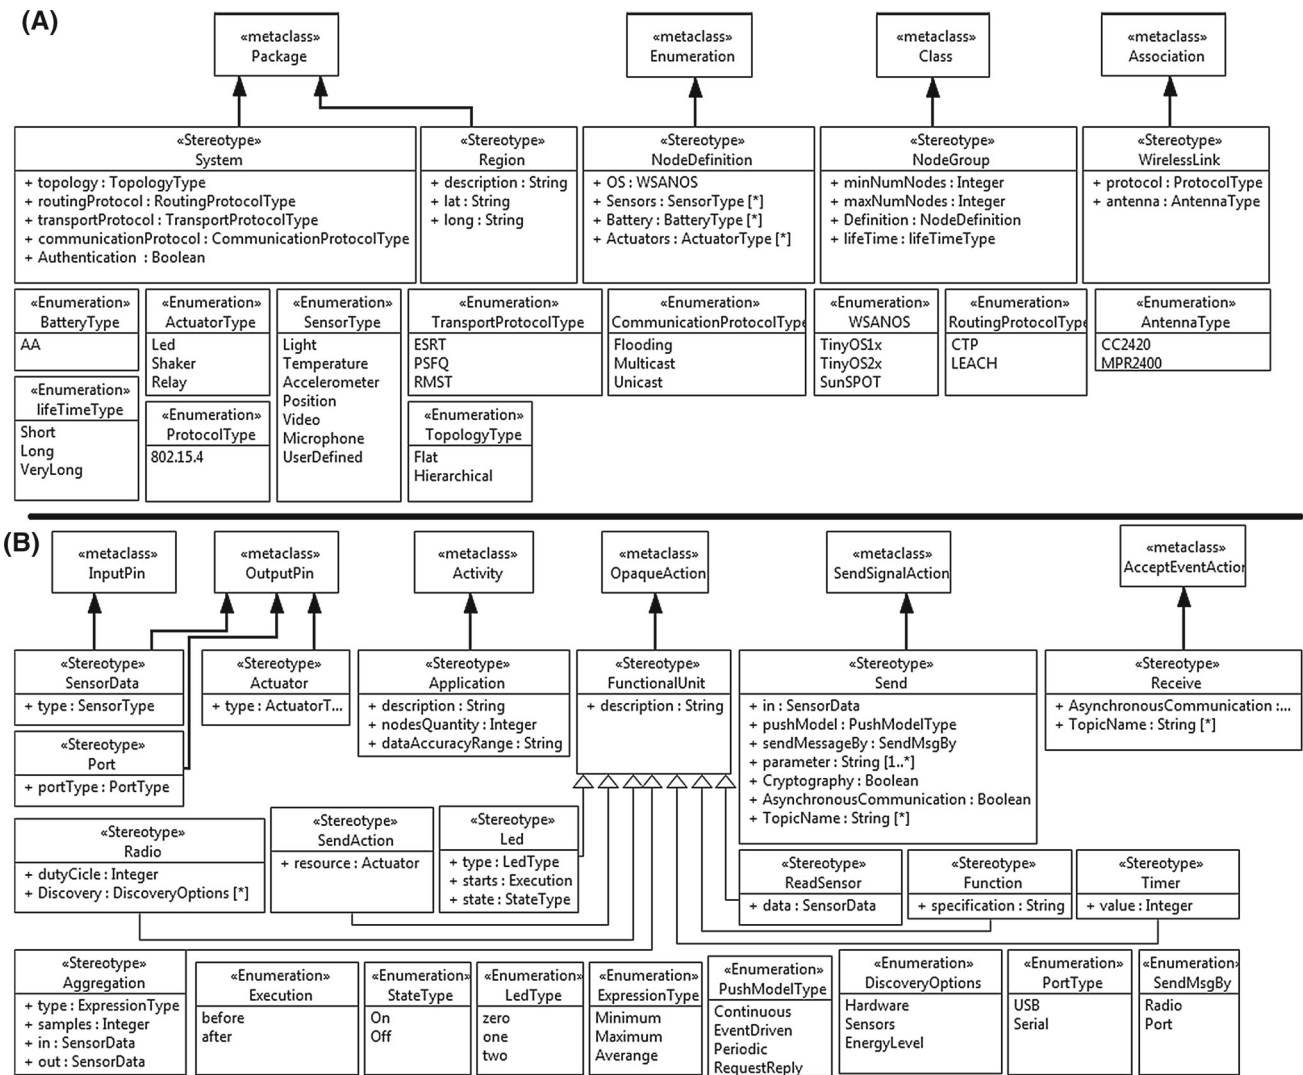 (A)
«metaclass»
Package
«metaclass»
Enumeration
«metaclass»
Class
«metaclass»
Association
«Stereotype»
System
+ topology : TopologyType
+ routingProtocol : RoutingProtocolType
+ transportProtocol : TransportProtocolType
+ communicationProtocol : CommunicationProtocolType
+ Authentication : Boolean
«Stereotype»
Region
+ description : String
+ lat : String
+ long : String
«Stereotype»
NodeDefinition
+ OS : WSANOS
+ Sensors : SensorType [*]
+ Battery : BatteryType [*]
+ Actuators : ActuatorType [*]
«Stereotype»
NodeGroup
+ minNumNodes : Integer
+ maxNumNodes : Integer
+ Definition : NodeDefinition
+ lifeTime : lifeTimeType
«Stereotype»
WirelessLink
+ protocol : ProtocolType
+ antenna : AntennaType
«Enumeration»
BatteryType
AA
«Enumeration»
lifeTimeType
Short
Long
VeryLong
«Enumeration»
ActuatorType
Led
Shaker
Relay
«Enumeration»
ProtocolType
802.15.4
«Enumeration»
SensorType
Light
Temperature
Accelerometer
Position
Video
Microphone
UserDefined
«Enumeration»
TransportProtocolType
ESRT
PSFQ
RMST
«Enumeration»
TopologyType
Flat
Hierarchical
«Enumeration»
CommunicationProtocolType
Flooding
Multicast
Unicast
«Enumeration»
WSANOS
TinyOS1x
TinyOS2x
SunSPOT
«Enumeration»
RoutingProtocolType
CTP
LEACH
«Enumeration»
AntennaType
CC2420
MPR2400
(B)
«metaclass»
InputPin
«metaclass»
OutputPin
«metaclass»
Activity
«metaclass»
OpaqueAction
«metaclass»
SendSignalAction
«metaclass»
AcceptEventAction
«Stereotype»
SensorData
+ type : SensorType
«Stereotype»
Port
+ portType : PortType
«Stereotype»
Actuator
+ type : ActuatorT...
«Stereotype»
Application
+ description : String
+ nodesQuantity : Integer
+ dataAccuracyRange : String
«Stereotype»
FunctionalUnit
+ description : String
«Stereotype»
Send
+ in : SensorData
+ pushModel : PushModelType
+ sendMessageBy : SendMsgBy
+ parameter : String [1..*]
+ Cryptography : Boolean
+ AsynchronousCommunication : Boolean
+ TopicName : String [*]
«Stereotype»
Receive
+ AsynchronousCommunication :...
+ TopicName : String [*]
«Stereotype»
Radio
+ dutyCicle : Integer
+ Discovery : DiscoveryOptions [*]
«Stereotype»
SendAction
+ resource : Actuator
«Stereotype»
Led
+ type : LedType
+ starts : Execution
+ state : StateType
«Stereotype»
ReadSensor
+ data : SensorData
«Stereotype»
Function
+ specification : String
«Stereotype»
Timer
+ value : Integer
«Stereotype»
Aggregation
+ type : ExpressionType
+ samples : Integer
+ in : SensorData
+ out : SensorData
«Enumeration»
Execution
before
after
«Enumeration»
StateType
On
Off
«Enumeration»
LedType
zero
one
two
«Enumeration»
ExpressionType
Minimum
Maximum
Averange
«Enumeration»
PushModelType
Continuous
EventDriven
Periodic
RequestReply
«Enumeration»
DiscoveryOptions
Hardware
Sensors
EnergyLevel
«Enumeration»
PortType
USB
Serial
«Enumeration»
SendMsgBy
Radio
Port